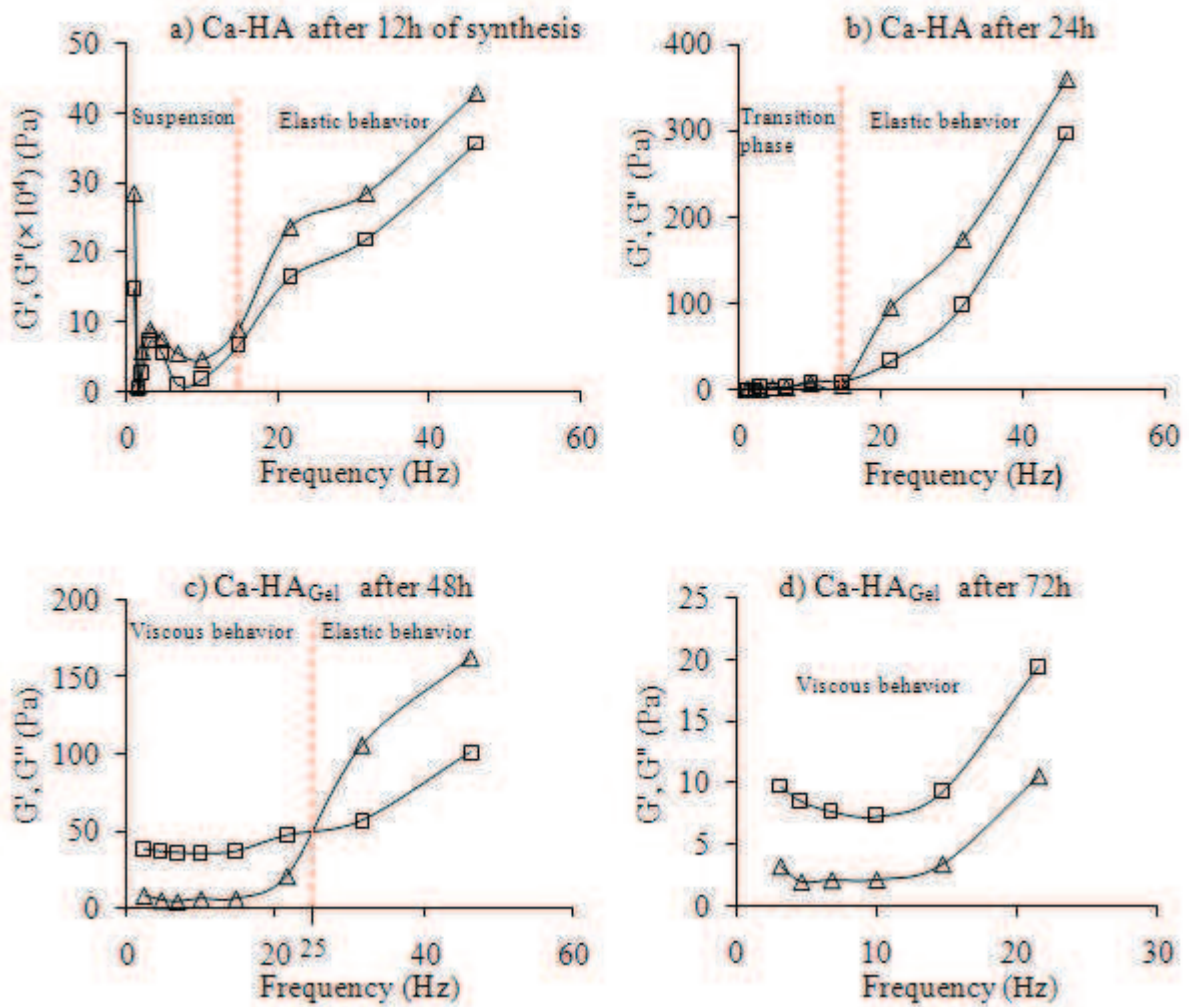 a) Ca-HA after 12h of synthesis
G', G" (×10⁴) (Pa)
50
40
30
20
10
0
Suspension
Elastic behavior
0 20 40 60
Frequency (Hz)
b) Ca-HA after 24h
G', G" (Pa)
400
300
200
100
0
Transition
phase
Elastic behavior
0 20 40 60
Frequency (Hz)
c) Ca-HAGel after 48h
G', G" (Pa)
200
150
100
50
0
Viscous behavior
Elastic behavior
0 20 25 40 60
Frequency (Hz)
d) Ca-HAGel after 72h
G', G" (Pa)
25
20
15
10
5
0
Viscous behavior
0 10 20 30
Frequency (Hz)